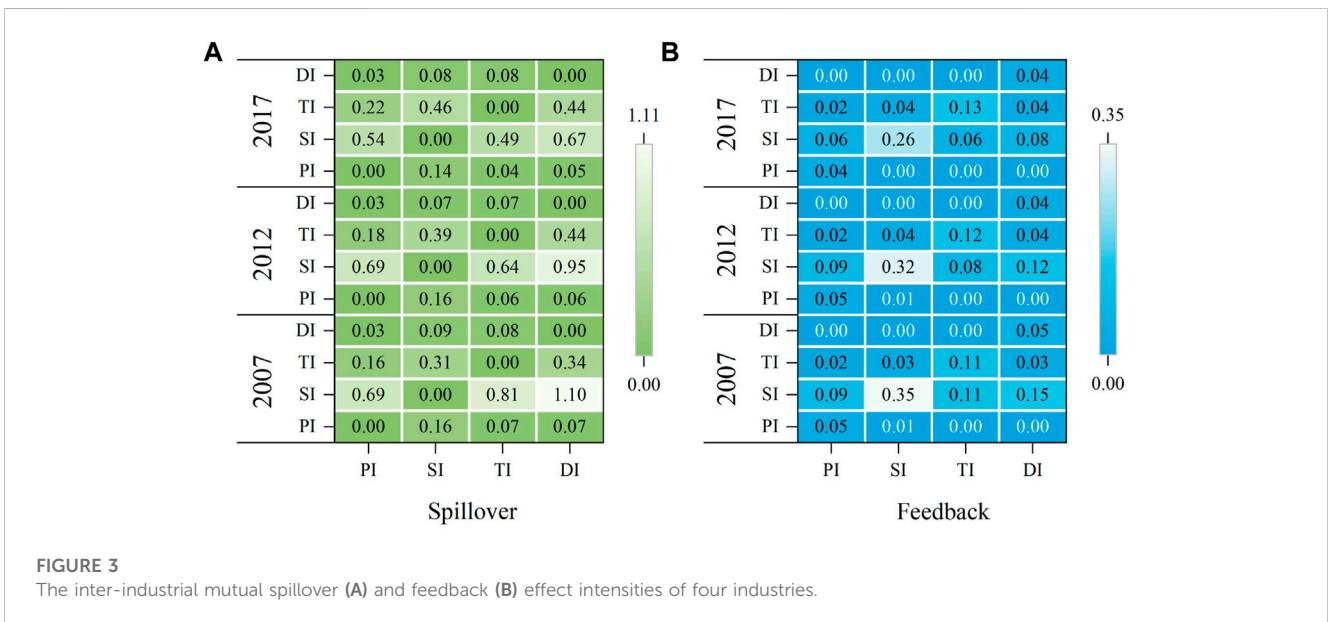 A B
DI 0.03 0.08 0.08 0.00 DI 0.00 0.00 0.00 0.04
2017 TI 0.22 0.46 0.00 0.44 1.11 2017 TI 0.02 0.04 0.13 0.04 0.35
SI 0.54 0.00 0.49 0.67 SI 0.06 0.26 0.06 0.08
PI 0.00 0.14 0.04 0.05 PI 0.04 0.00 0.00 0.00
DI 0.03 0.07 0.07 0.00 DI 0.00 0.00 0.00 0.04
2012 TI 0.18 0.39 0.00 0.44 2012 TI 0.02 0.04 0.12 0.04
SI 0.69 0.00 0.64 0.95 SI 0.09 0.32 0.08 0.12
PI 0.00 0.16 0.06 0.06 PI 0.05 0.01 0.00 0.00
DI 0.03 0.09 0.08 0.00 DI 0.00 0.00 0.00 0.05
2007 TI 0.16 0.31 0.00 0.34 0.00 2007 TI 0.02 0.03 0.11 0.03 0.00
SI 0.69 0.00 0.81 1.10 SI 0.09 0.35 0.11 0.15
PI 0.00 0.16 0.07 0.07 PI 0.05 0.01 0.00 0.00
PI SI TI DI PI SI TI DI
Spillover Feedback
FIGURE 3
The inter-industrial mutual spillover (A) and feedback (B) effect intensities of four industries.